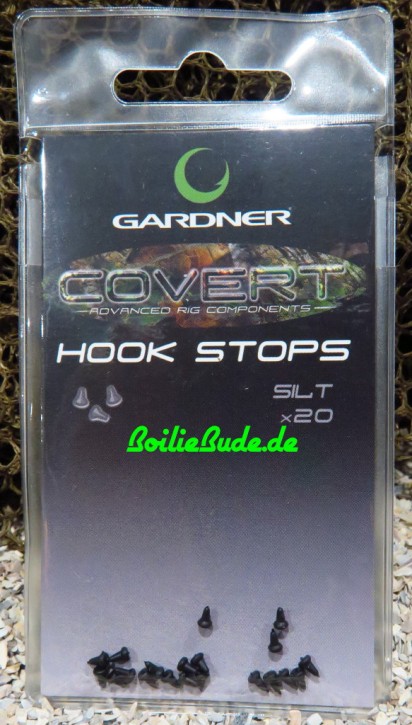 GARDNER
COVERT
ADVANCED RIG COMPONENTS
HOOK STOPS
SILT
x20
BoilieBude.de